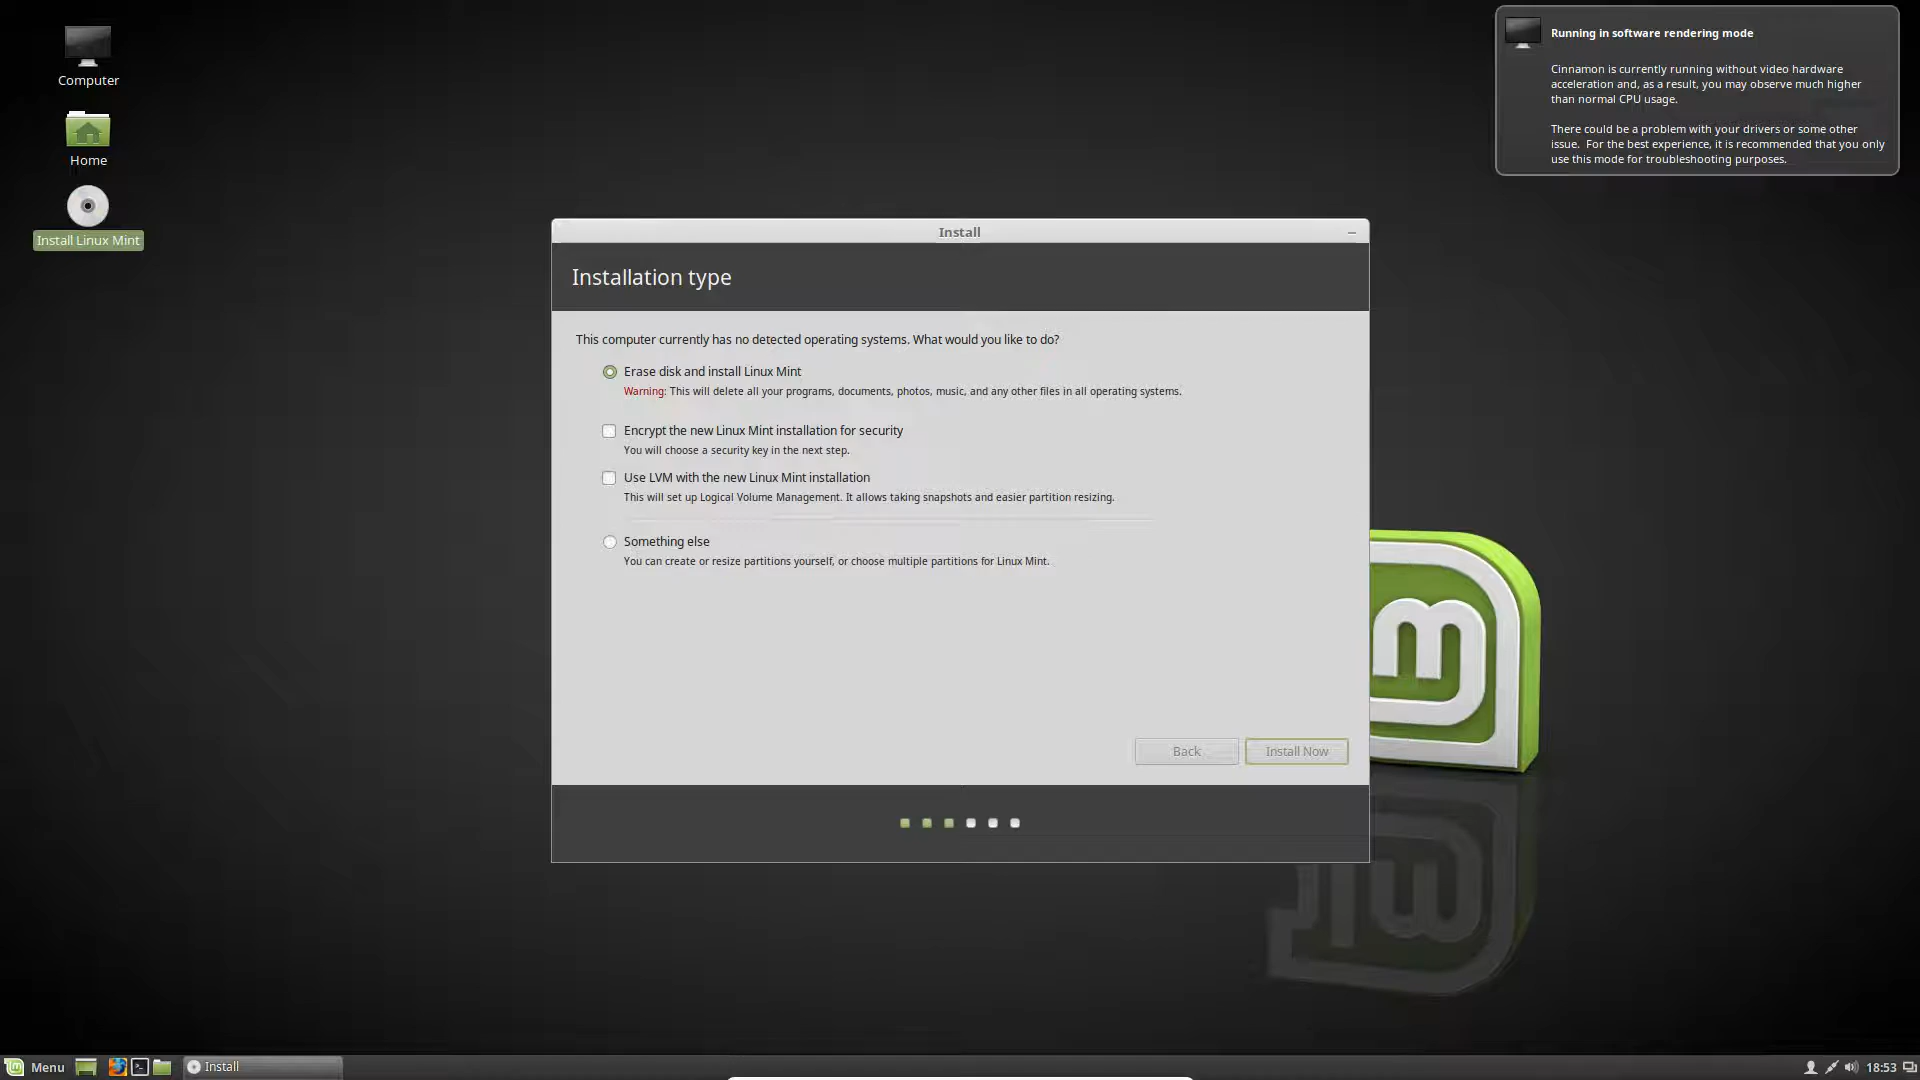 Computer
Home
Install Linux Mint
Running in software rendering mode
Cinnamon is currently running without video hardware
acceleration and, as a result, you may observe much higher
than normal CPU usage.
There could be a problem with your drivers or some other
issue.  For the best experience, it is recommended that you only
use this mode for troubleshooting purposes.
Install
Installation type
This computer currently has no detected operating systems. What would you like to do?
Erase disk and install Linux Mint
Warning: This will delete all your programs, documents, photos, music, and any other files in all operating systems.
Encrypt the new Linux Mint installation for security
You will choose a security key in the next step.
Use LVM with the new Linux Mint installation
This will set up Logical Volume Management. It allows taking snapshots and easier partition resizing.
Something else
You can create or resize partitions yourself, or choose multiple partitions for Linux Mint.
Back
Install Now
Menu
Install
18:53